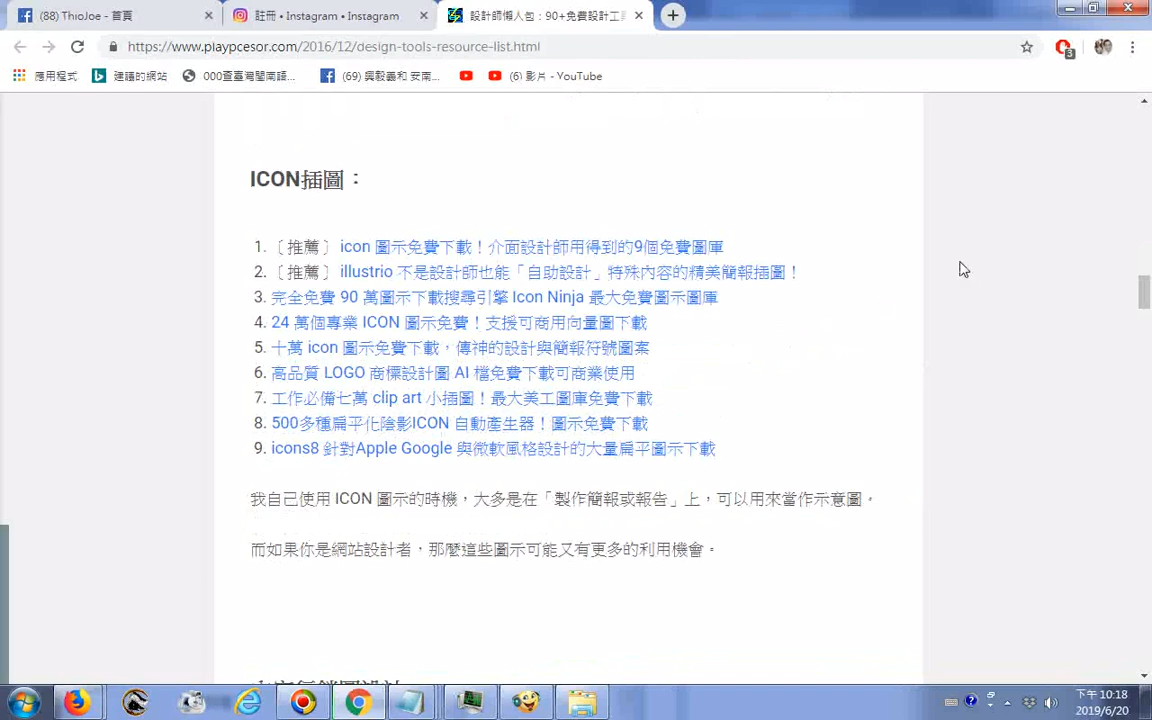 (88) ThioJoe - 首頁
註冊 • Instagram • Instagram
設計師懶人包：90+免費設計工
https://www.playpcesor.com/2016/12/design-tools-resource-list.html
3
應用程式
建議的網站
000查臺灣閩南語...
(69) 吳毅義和 安南...
(6) 影片 - YouTube
ICON插圖：
1. 〔 推薦 〕 icon 圖示免費下載！介面設計師用得到的9個免費圖庫
2. 〔 推薦 〕 illustrio 不是設計師也能「自助設計」特殊內容的精美簡報插圖！
3. 完全免費 90 萬圖示下載搜尋引擎 Icon Ninja 最大免費圖示圖庫
4. 24 萬個專業 ICON 圖示免費！支援可商用向量圖下載
5. 十萬 icon 圖示免費下載，傳神的設計與簡報符號圖案
6. 高品質 LOGO 商標設計圖 AI 檔免費下載可商業使用
7. 工作必備七萬 clip art 小插圖！最大美工圖庫免費下載
8. 500多種扁平化陰影ICON 自動產生器！圖示免費下載
9. icons8 針對Apple Google 與微軟風格設計的大量扁平圖示下載
我自己使用 ICON 圖示的時機，大多是在「製作簡報或報告」上，可以用來當作示意圖。
而如果你是網站設計者，那麼這些圖示可能又有更多的利用機會。
下午 10:18
2019/6/20